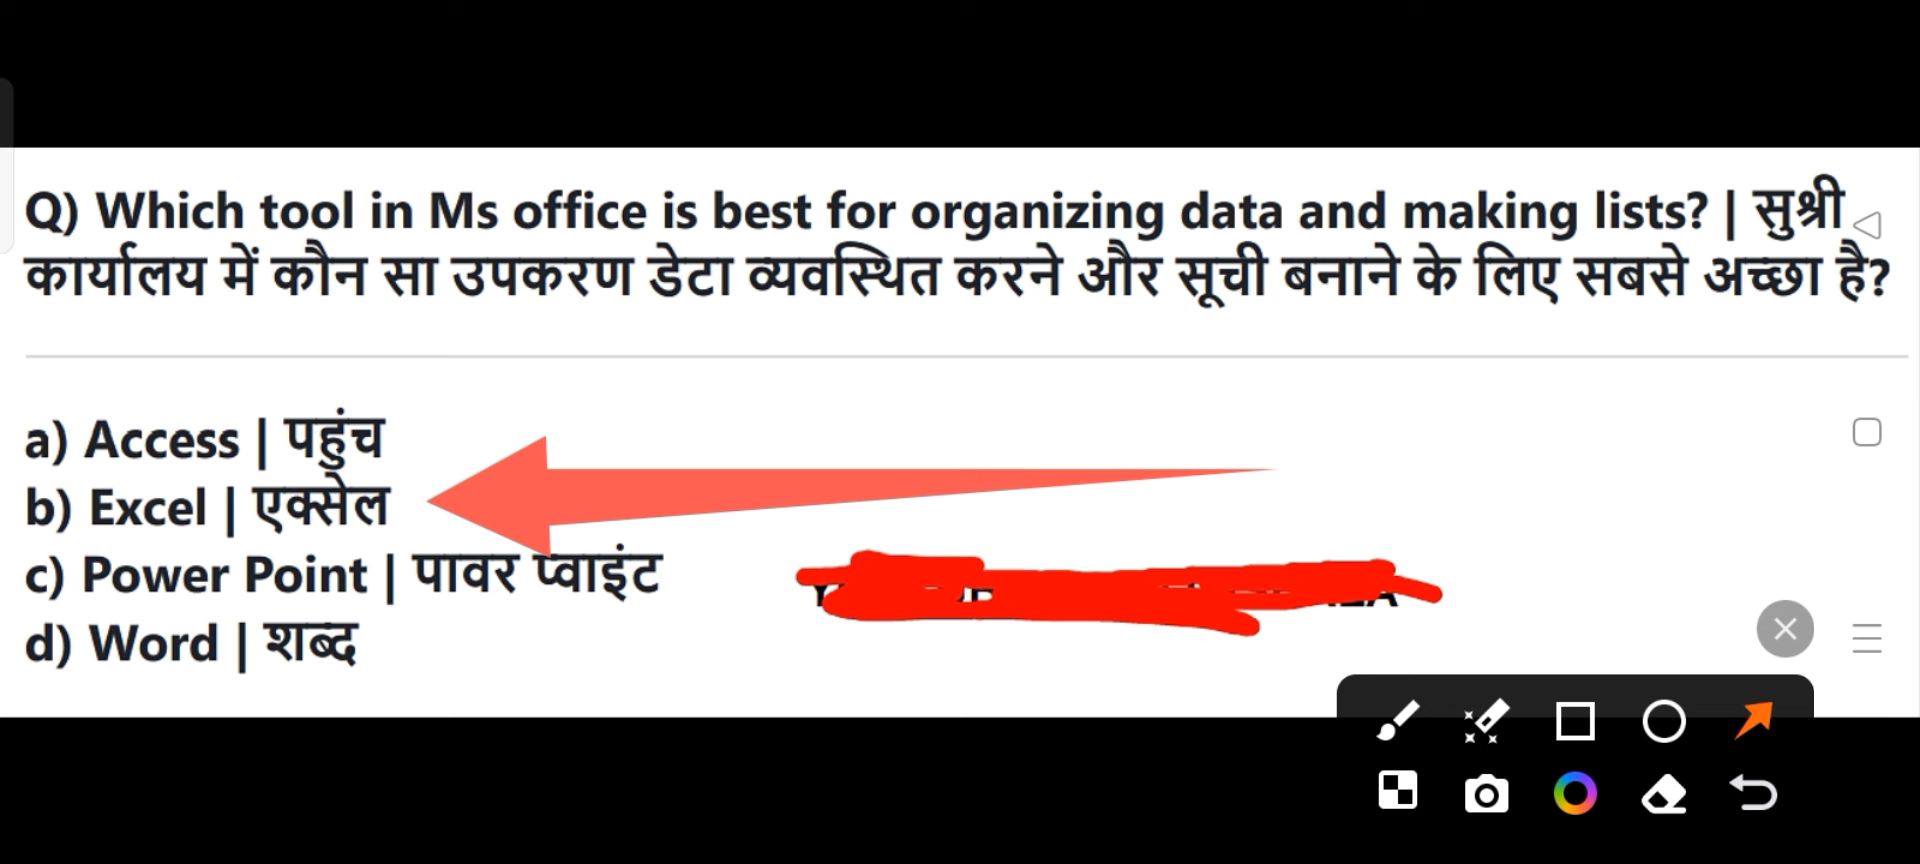 Q) Which tool in Ms office is best for organizing data and making lists? | सुश्री
कार्यालय में कौन सा उपकरण डेटा व्यवस्थित करने और सूची बनाने के लिए सबसे अच्छा है?
a) Access | पहुंच
b) Excel | एक्सेल
c) Power Point | पावर प्वाइंट
d) Word | शब्द